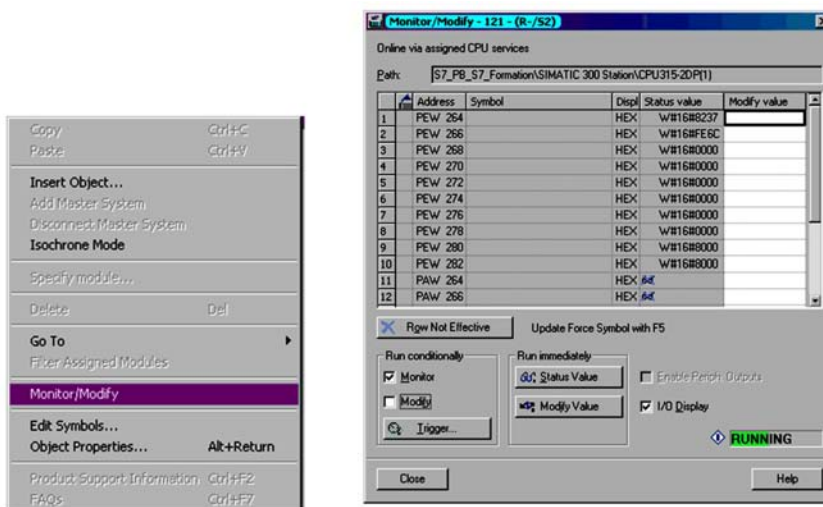 Copy Ctrl+C
Paste Ctrl+V
Insert Object...
Add Master System
Disconnect Master System
Isochrone Mode
Specify module...
Delete Del
Go To
Filter Assigned Modules
Monitor/Modify
Edit Symbols...
Object Properties... Alt+Return
Product Support Information Ctrl+F2
FAQs Ctrl+F7
Monitor/Modify - 121 - (R-/S2)
Online via assigned CPU services
Path: S7_PB_S7_Formation\SIMATIC 300 Station\CPU315-2DP(1)
Address Symbol Displ Status value Modify value
1 PEW 264 HEX W#16#8237
2 PEW 266 HEX W#16#FE6C
3 PEW 268 HEX W#16#0000
4 PEW 270 HEX W#16#0000
5 PEW 272 HEX W#16#0000
6 PEW 274 HEX W#16#0000
7 PEW 276 HEX W#16#0000
8 PEW 278 HEX W#16#0000
9 PEW 280 HEX W#16#8000
10 PEW 282 HEX W#16#8000
11 PAW 264 HEX
12 PAW 266 HEX
Row Not Effective Update Force Symbol with F5
Run conditionally Run immediately
Monitor Status Value Enable Periph. Outputs
Modify Modify Value I/O Display
Trigger...
RUNNING
Close Help